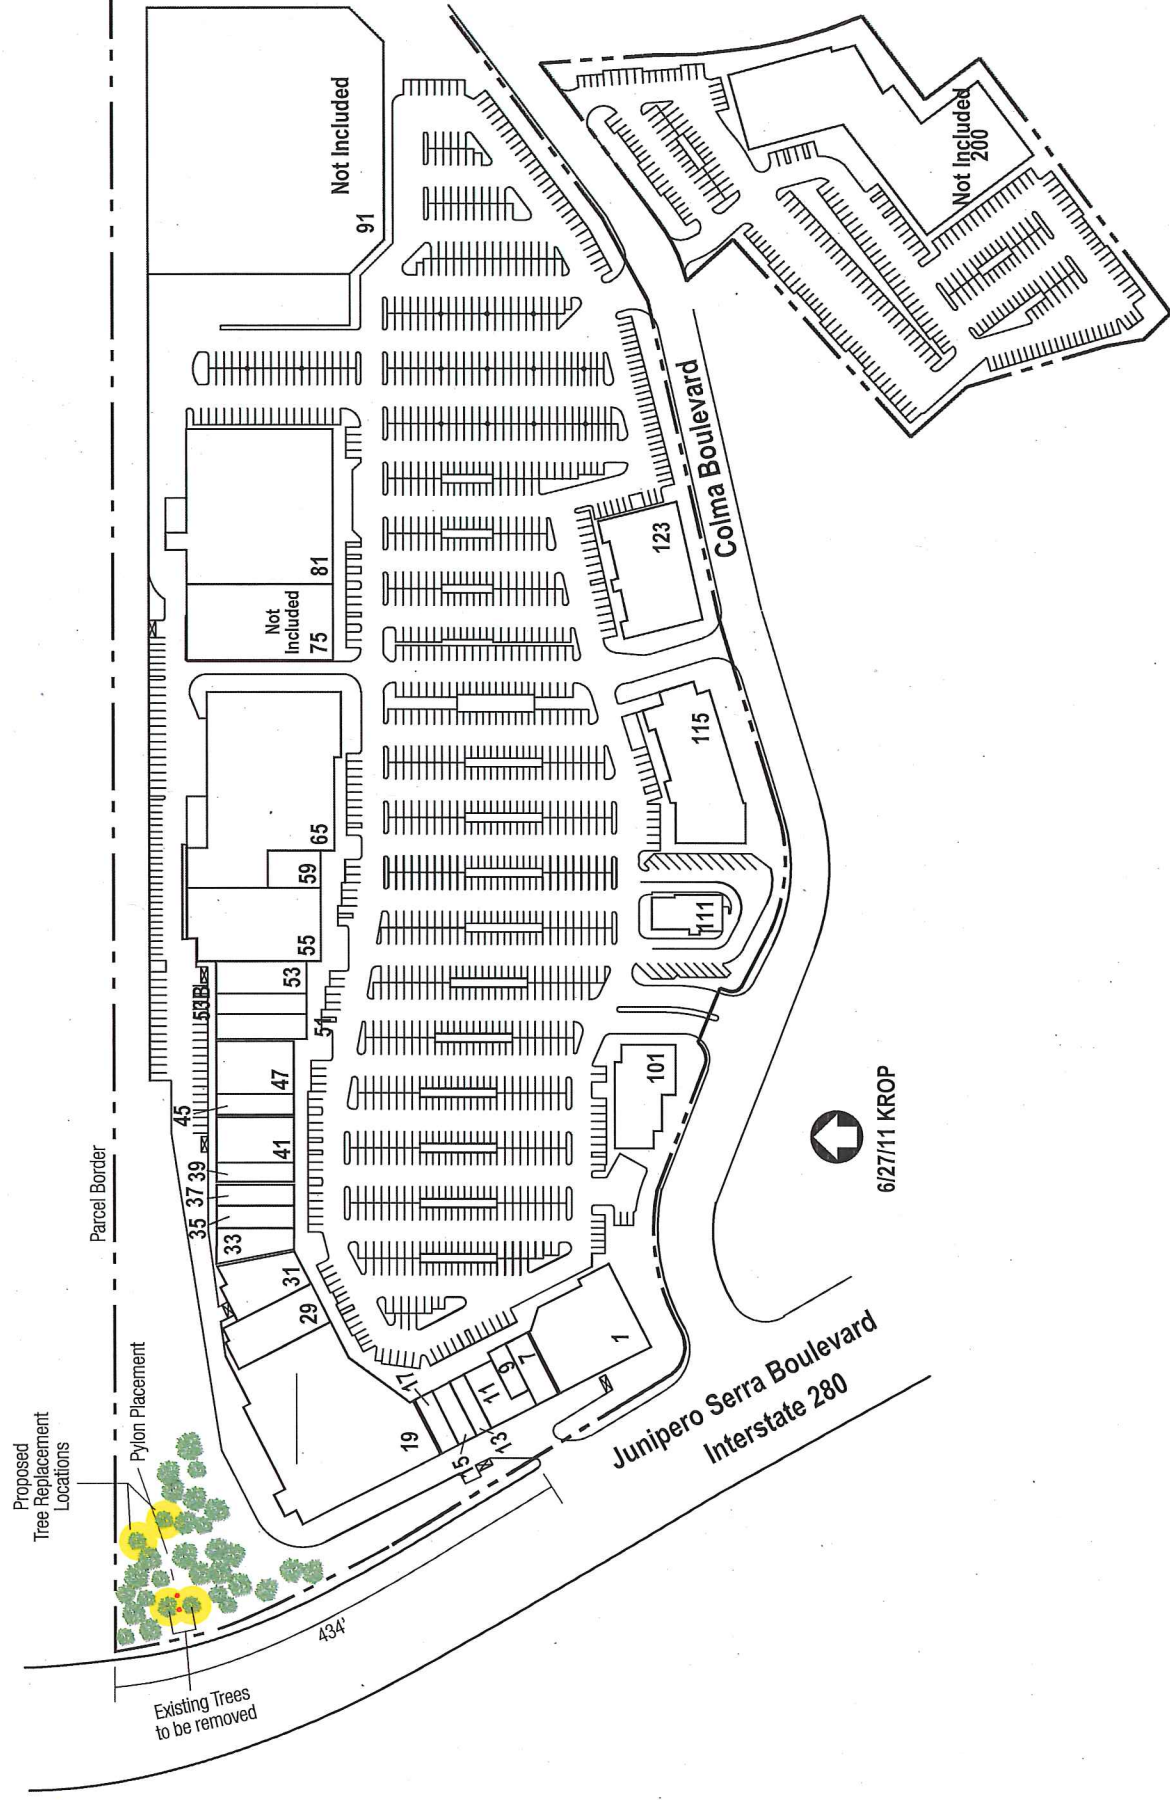 Proposed
Tree Replacement
Locations
Pylon Placement
Parcel Border
Existing Trees
to be removed
434'
Not Included
91
81
Not
Included
75
65
59
55
53
53B
51
47
45
41
39
37
35
33
31
29
19
17
15
13
11
9
7
1
101
111
115
123
Not Included
200
Colma Boulevard
Junipero Serra Boulevard
Interstate 280
6/27/11 KROP